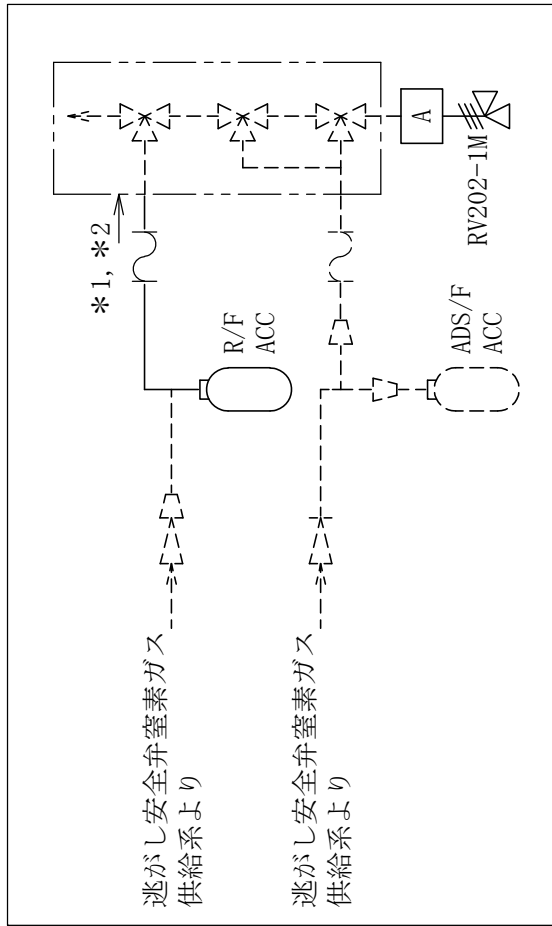 逃がし安全弁窒素ガス
供給系より
R/F
ACC
*1, *2
逃がし安全弁窒素ガス
供給系より
ADS/F
ACC
A
RV202-1M